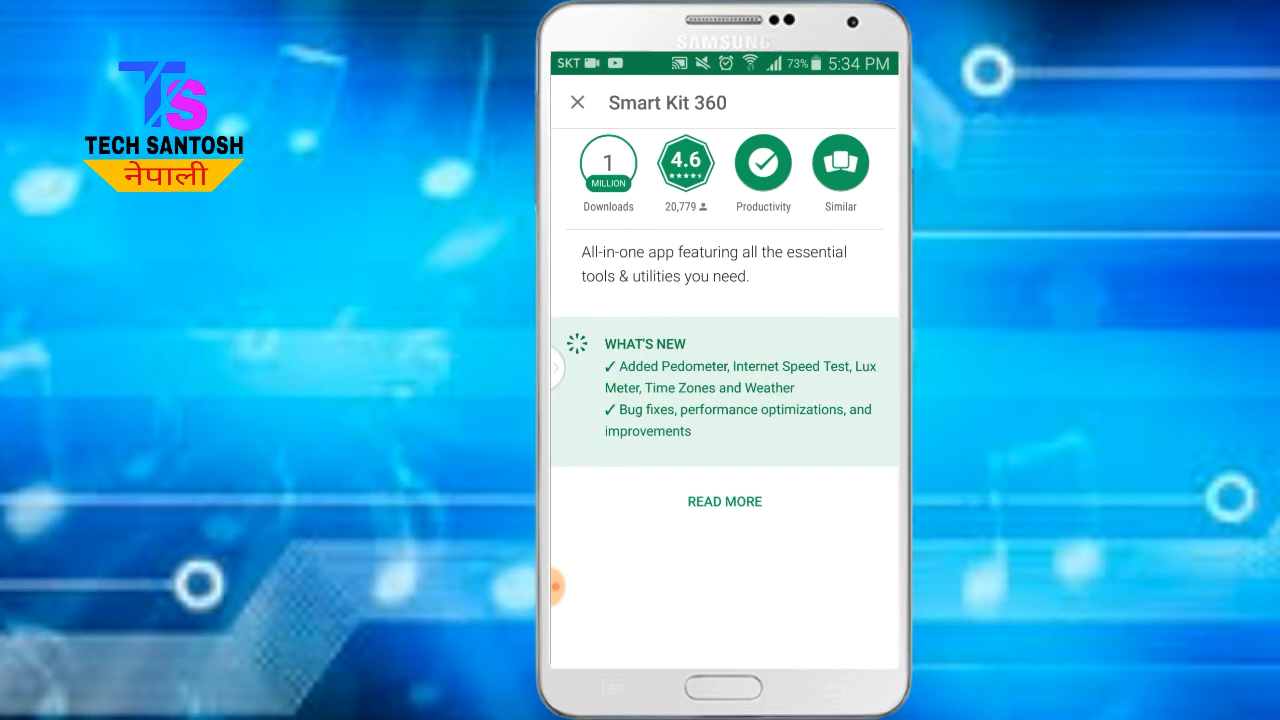 TS
TECH SANTOSH
नेपाली
SAMSUNG
SKT 73% 5:34 PM
Smart Kit 360
1
MILLION
Downloads
4.6
20,779
Productivity
Similar
All-in-one app featuring all the essential
tools & utilities you need.
WHAT'S NEW
✓ Added Pedometer, Internet Speed Test, Lux
Meter, Time Zones and Weather
✓ Bug fixes, performance optimizations, and
improvements
READ MORE